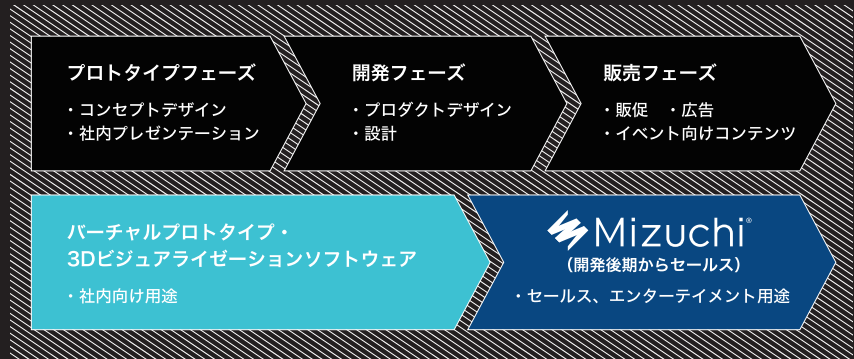 プロトタイプフェーズ
・コンセプトデザイン
・社内プレゼンテーション
開発フェーズ
・プロダクトデザイン
・設計
販売フェーズ
・販促　・広告
・イベント向けコンテンツ
バーチャルプロトタイプ・
3Dビジュアライゼーションソフトウェア
・社内向け用途
Mizuchi®
（開発後期からセールス）
・セールス、エンターテイメント用途